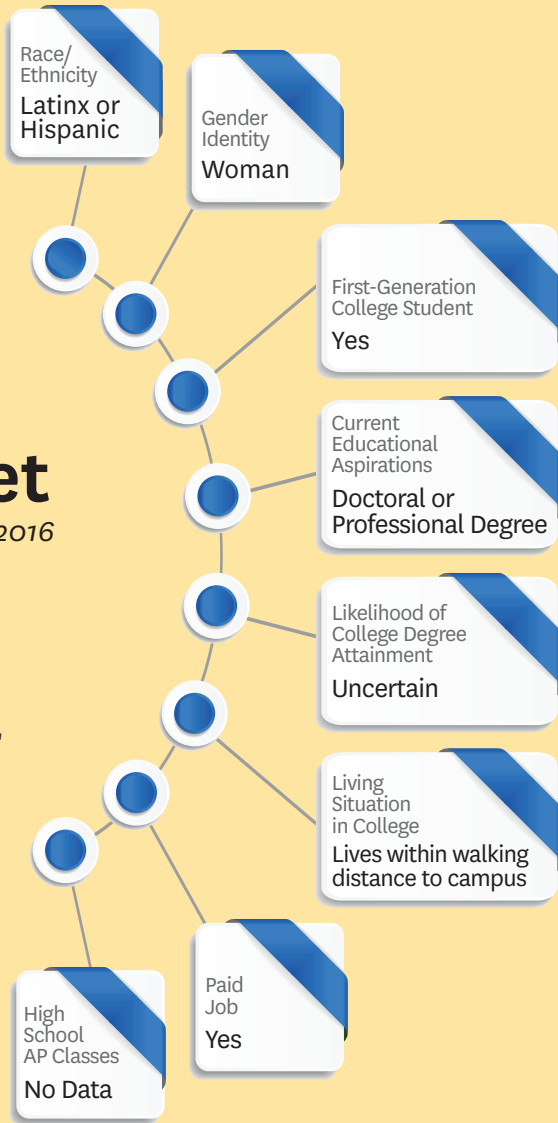 Race/
Ethnicity
Latinx or
Hispanic
Gender
Identity
Woman
First-Generation
College Student
Yes
Current
Educational
Aspirations
Doctoral or
Professional Degree
et
2016
Likelihood of
College Degree
Attainment
Uncertain
Living
Situation
in College
Lives within walking
distance to campus
Paid
Job
Yes
High
School
AP Classes
No Data